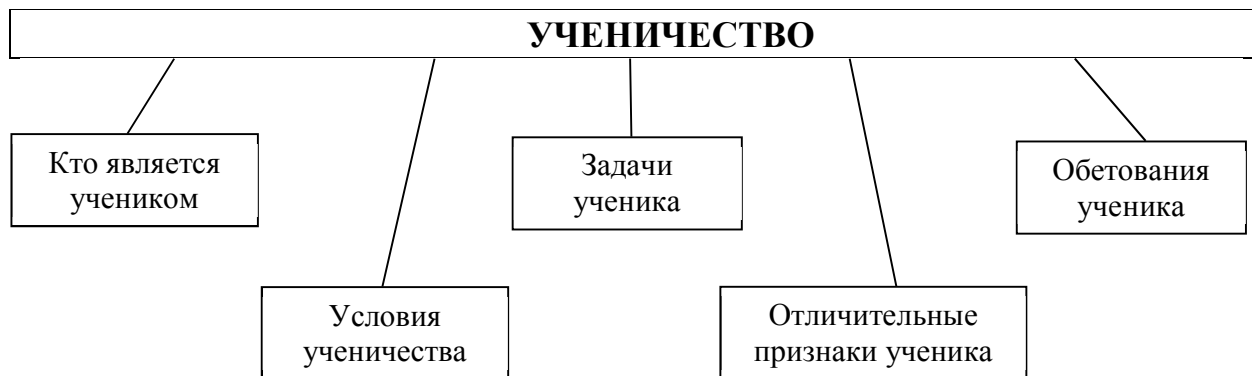 УЧЕНИЧЕСТВО
Кто является
учеником
Условия
ученичества
Задачи
ученика
Отличительные
признаки ученика
Обетования
ученика